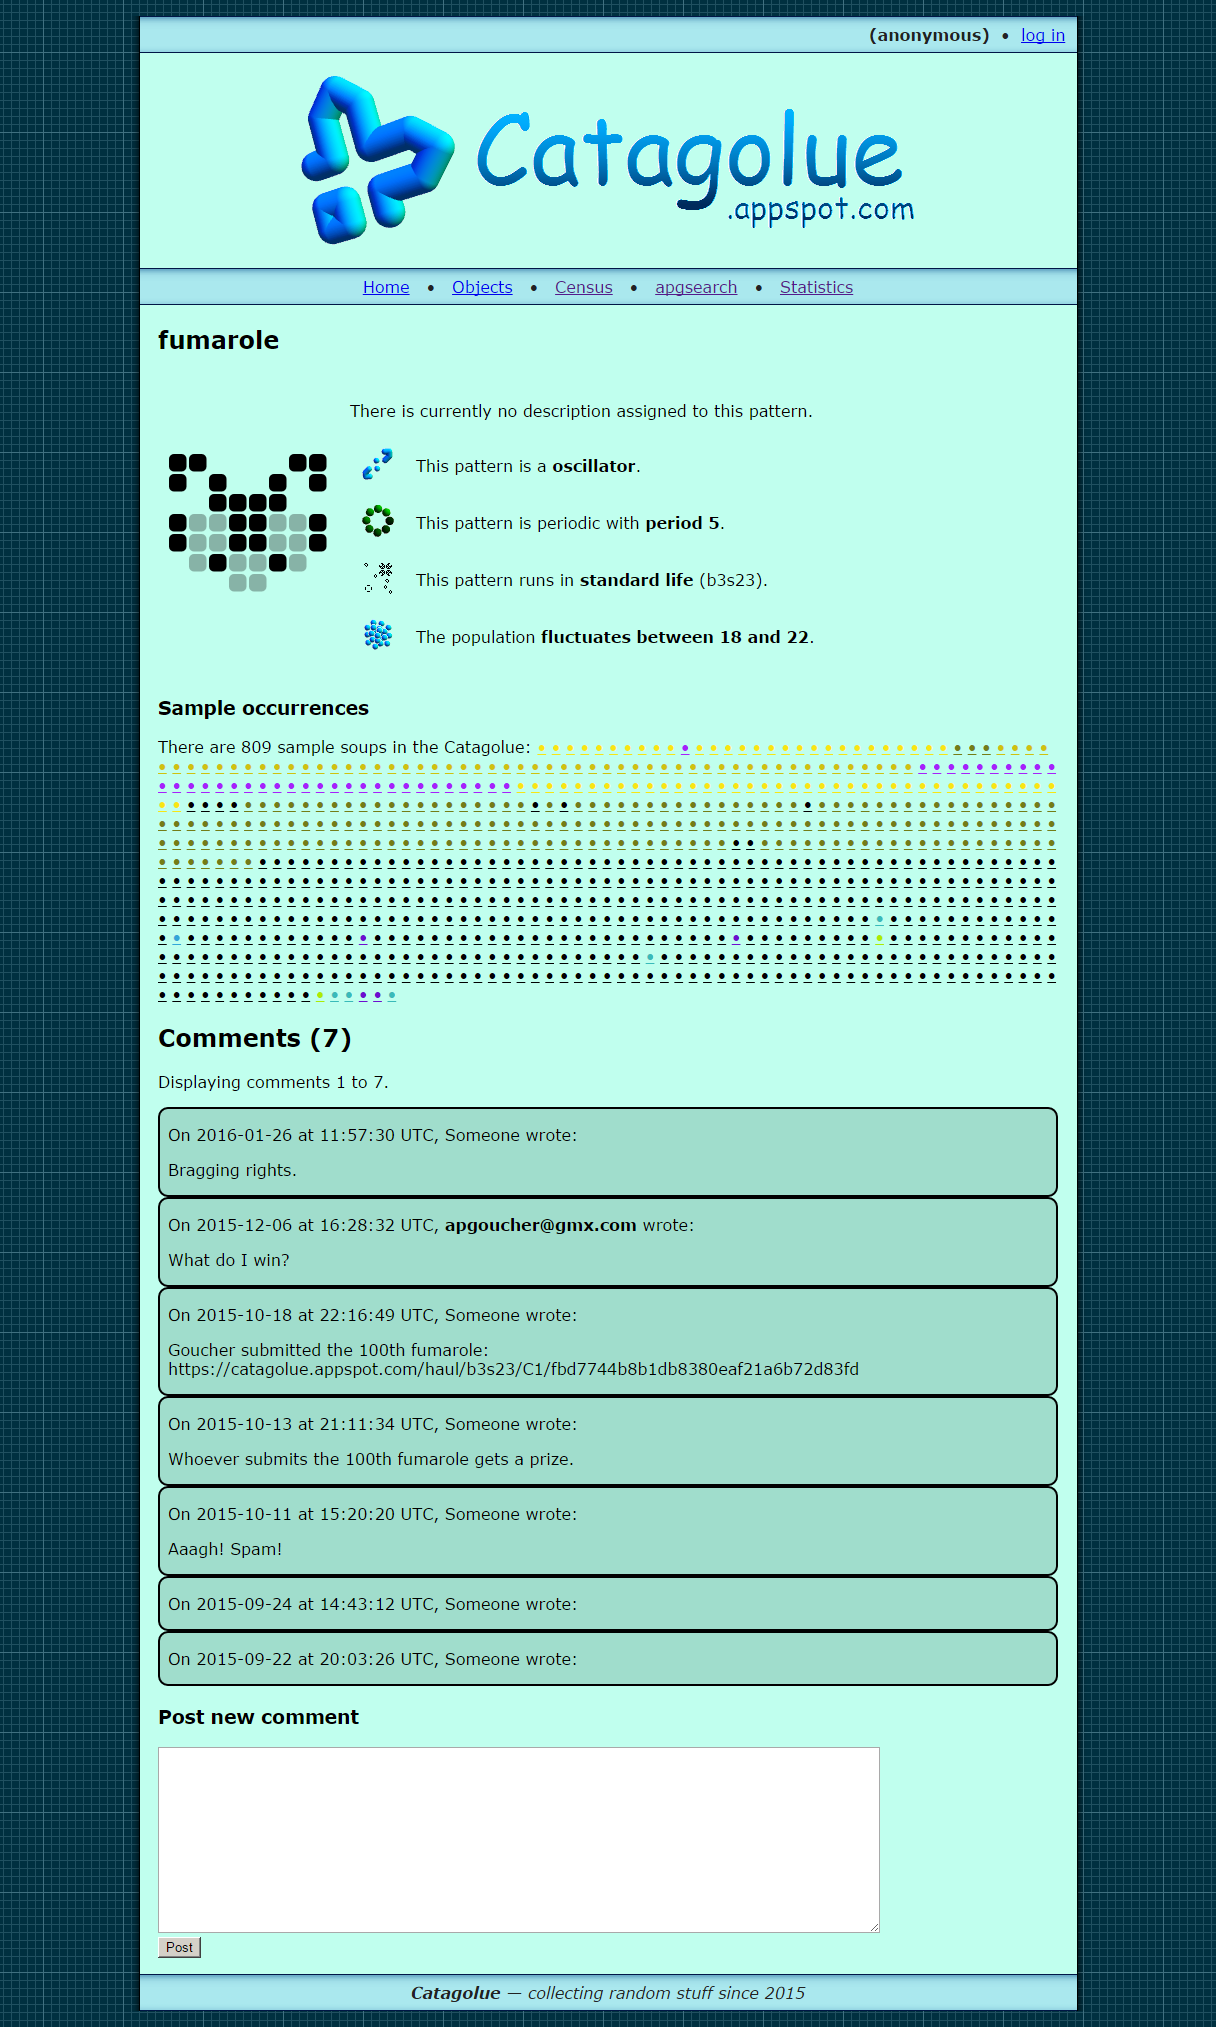 (anonymous) • log in
Catagolue
.appspot.com
Home • Objects • Census • apgsearch • Statistics
fumarole
There is currently no description assigned to this pattern.
This pattern is a oscillator.
This pattern is periodic with period 5.
This pattern runs in standard life (b3s23).
The population fluctuates between 18 and 22.
Sample occurrences
There are 809 sample soups in the Catagolue:
Comments (7)
Displaying comments 1 to 7.
On 2016-01-26 at 11:57:30 UTC, Someone wrote:
Bragging rights.
On 2015-12-06 at 16:28:32 UTC, apgoucher@gmx.com wrote:
What do I win?
On 2015-10-18 at 22:16:49 UTC, Someone wrote:
Goucher submitted the 100th fumarole:
https://catagolue.appspot.com/haul/b3s23/C1/fbd7744b8b1db8380eaf21a6b72d83fd
On 2015-10-13 at 21:11:34 UTC, Someone wrote:
Whoever submits the 100th fumarole gets a prize.
On 2015-10-11 at 15:20:20 UTC, Someone wrote:
Aaagh! Spam!
On 2015-09-24 at 14:43:12 UTC, Someone wrote:
On 2015-09-22 at 20:03:26 UTC, Someone wrote:
Post new comment
Post
Catagolue — collecting random stuff since 2015